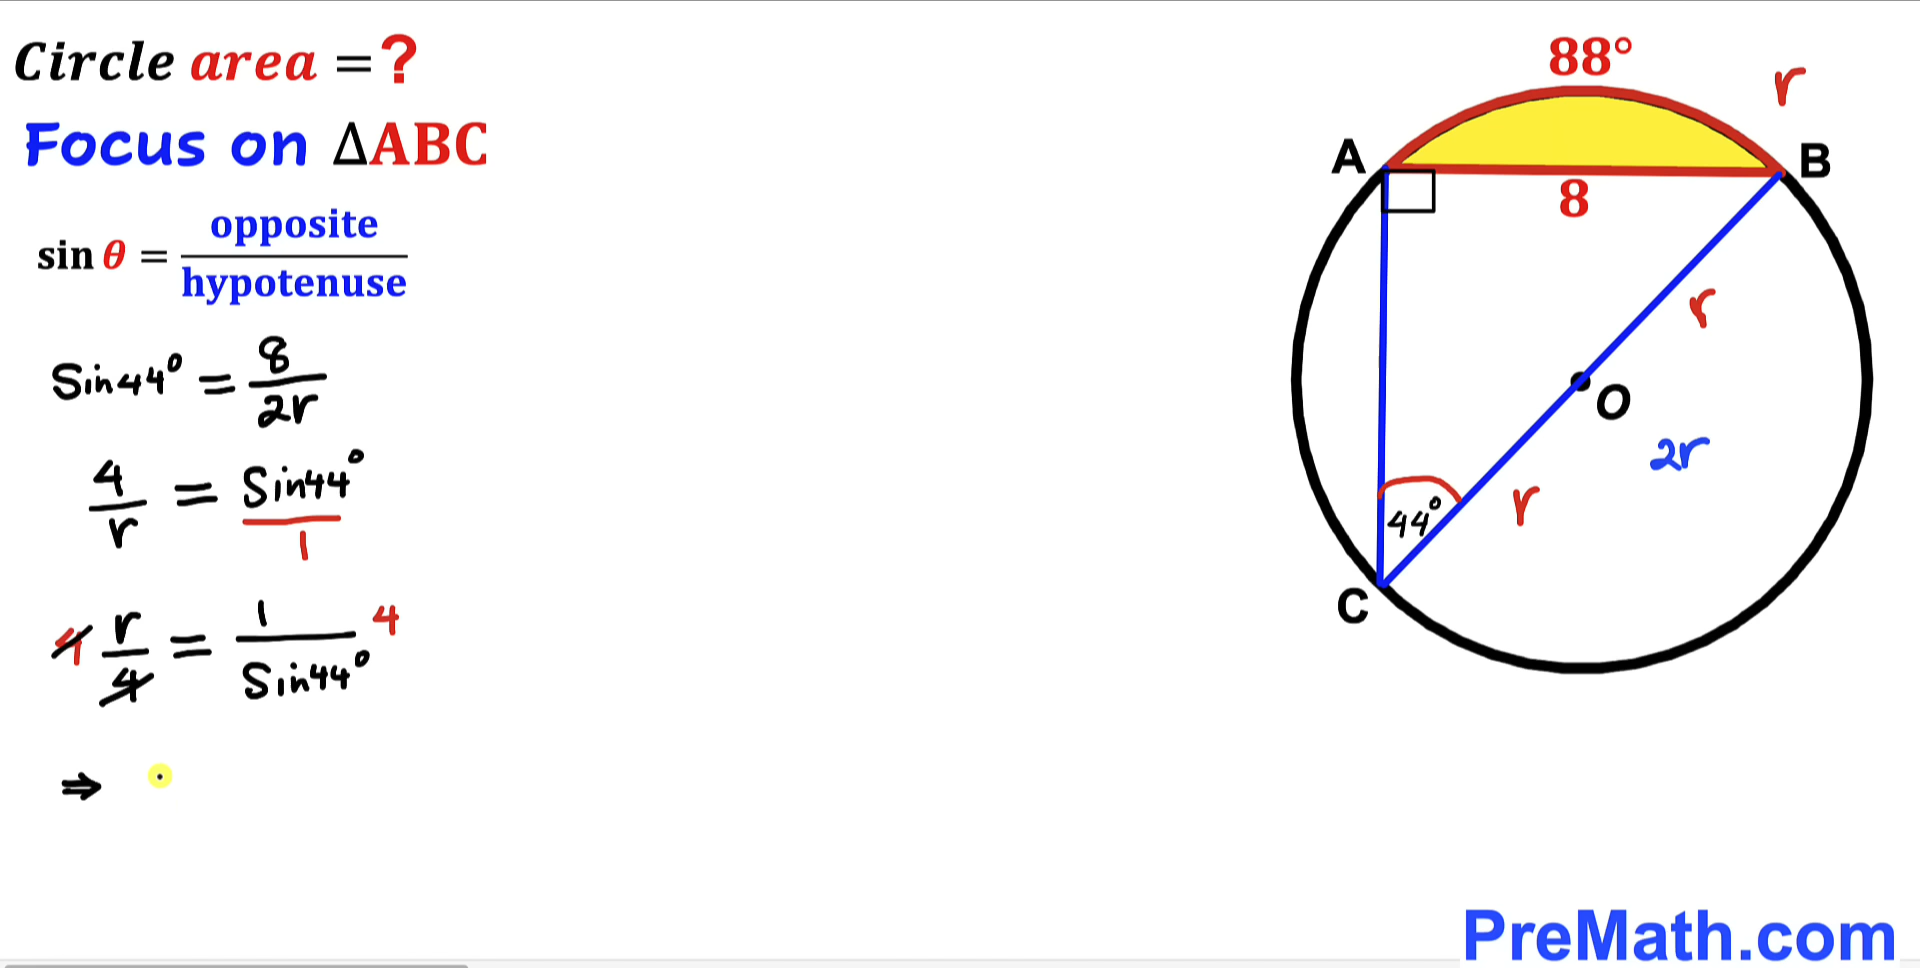 Circle area = ?
Focus on ΔABC
sin θ = opposite / hypotenuse
Sin44° = 8 / 2r
4 / r = Sin44° / 1
4 r / 4 = 1 / Sin44° 4
⇒
88°
r
A
B
8
r
O
2r
44°
r
C
PreMath.com